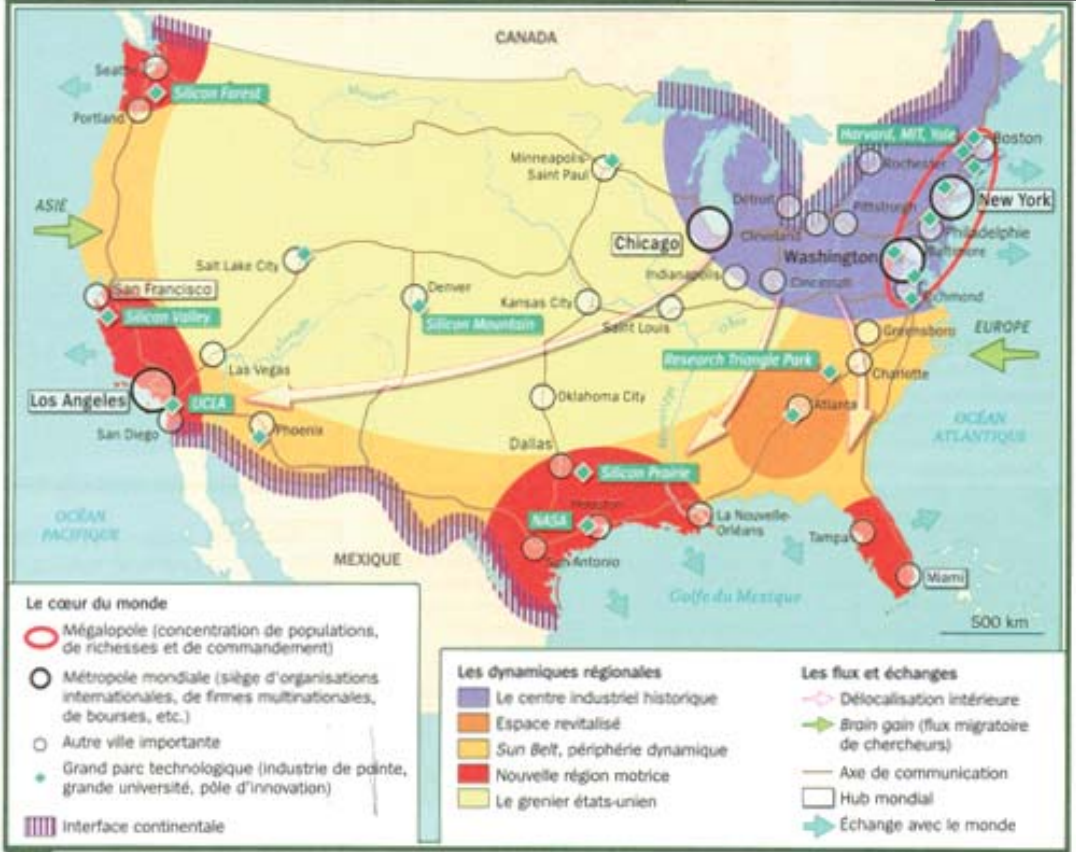 CANADA
Seattle
Silicon Forest
Portland
Missouri
Minneapolis-
Saint Paul
Harvard, MIT, Yale
Boston
Rochester
ASIE
Detroit
Pittsburgh
New York
Chicago
Cleveland
Philadelphie
Salt Lake City
Washington
Baltimore
Indianapolis
Cincinnati
San Francisco
Denver
Kansas City
Richmond
Silicon Valley
Silicon Mountain
Saint Louis
Ohio
Greensboro
EUROPE
Colorado
Las Vegas
Research Triangle Park
Charlotte
Los Angeles
UCLA
Oklahoma City
Atlanta
San Diego
Phoenix
Mississippi
OCÉAN
ATLANTIQUE
Dallas
Silicon Prairie
OCÉAN
PACIFIQUE
Houston
NASA
La Nouvelle-
Orléans
Tampa
MEXIQUE
San Antonio
Miami
Golfe du Mexique
500 km
Le cœur du monde
Mégalopole (concentration de populations,
de richesses et de commandement)
Métropole mondiale (siège d'organisations
internationales, de firmes multinationales,
de bourses, etc.)
Autre ville importante
Grand parc technologique (industrie de pointe,
grande université, pôle d'innovation)
Interface continentale
Les dynamiques régionales
Le centre industriel historique
Espace revitalisé
Sun Belt, périphérie dynamique
Nouvelle région motrice
Le grenier états-unien
Les flux et échanges
Délocalisation intérieure
Brain gain (flux migratoire
de chercheurs)
Axe de communication
Hub mondial
Échange avec le monde